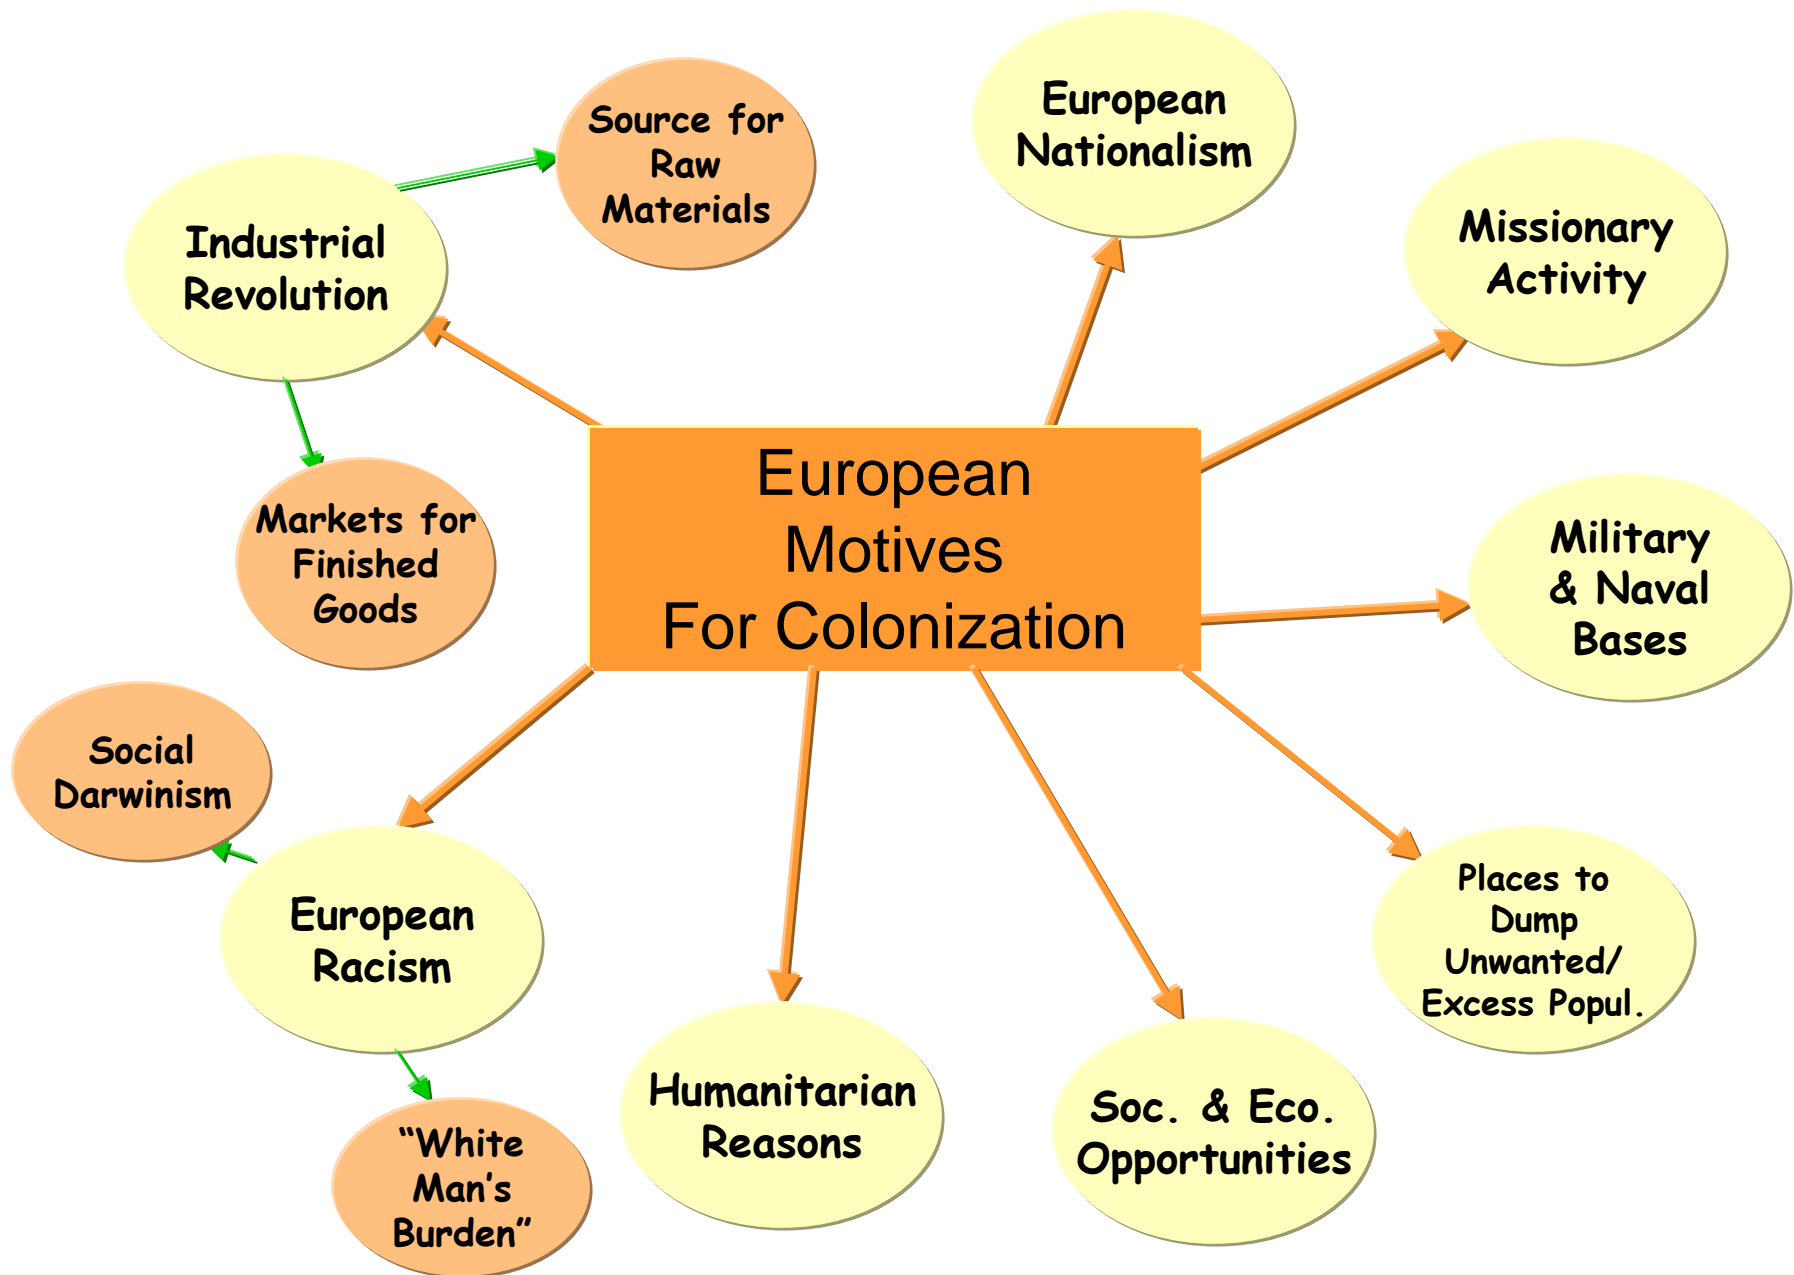 European
Nationalism
Source for
Raw
Materials
Industrial
Revolution
Missionary
Activity
European
Motives
For Colonization
Markets for
Finished
Goods
Military
& Naval
Bases
Social
Darwinism
European
Racism
Places to
Dump
Unwanted/
Excess Popul.
Humanitarian
Reasons
Soc. & Eco.
Opportunities
“White
Man’s
Burden”